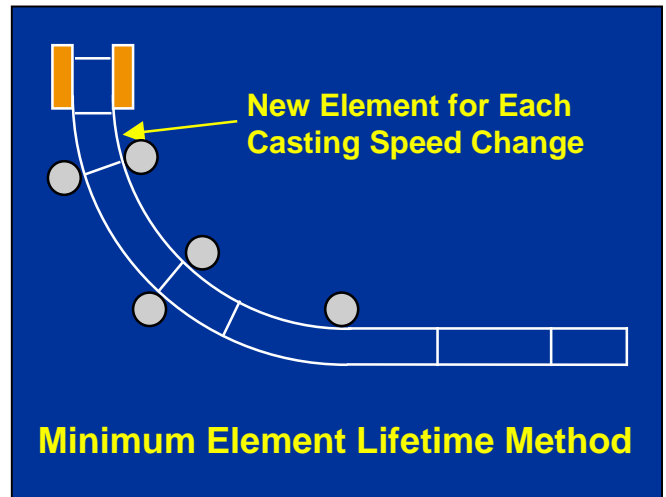 New Element for Each
Casting Speed Change
Minimum Element Lifetime Method